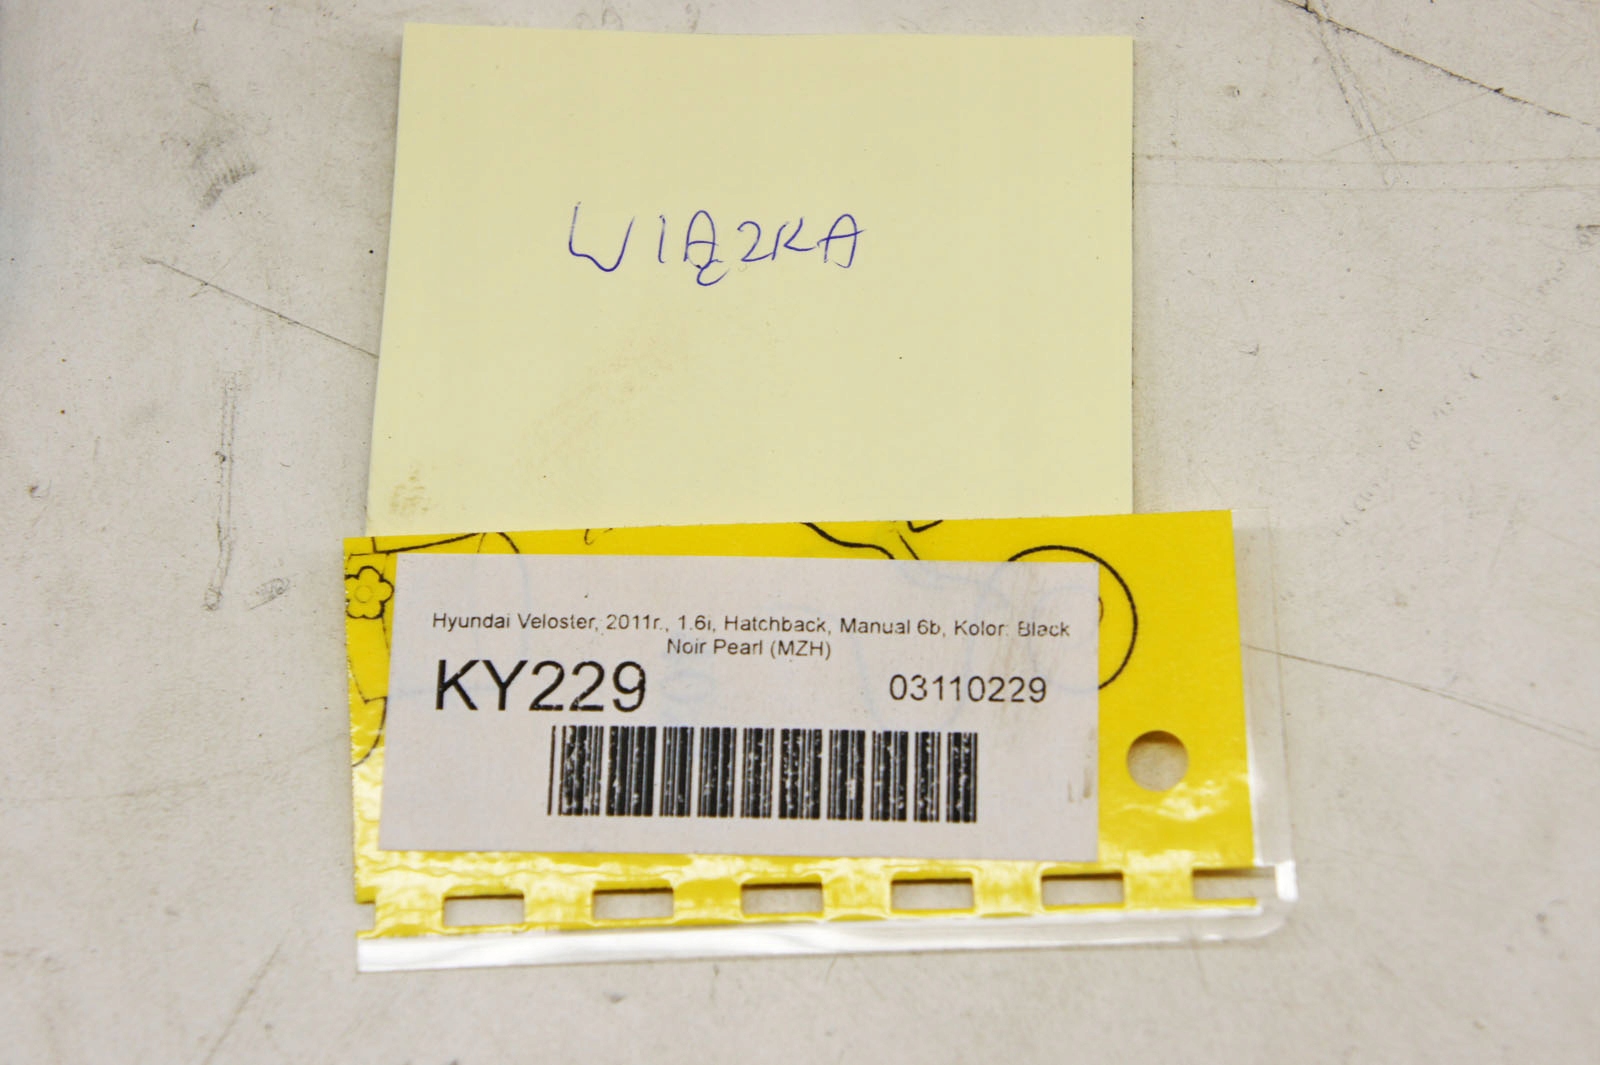 WIĄZKA
Hyundai Veloster, 2011r., 1.6i, Hatchback, Manual 6b, Kolor: Black
Noir Pearl (MZH)
KY229 03110229